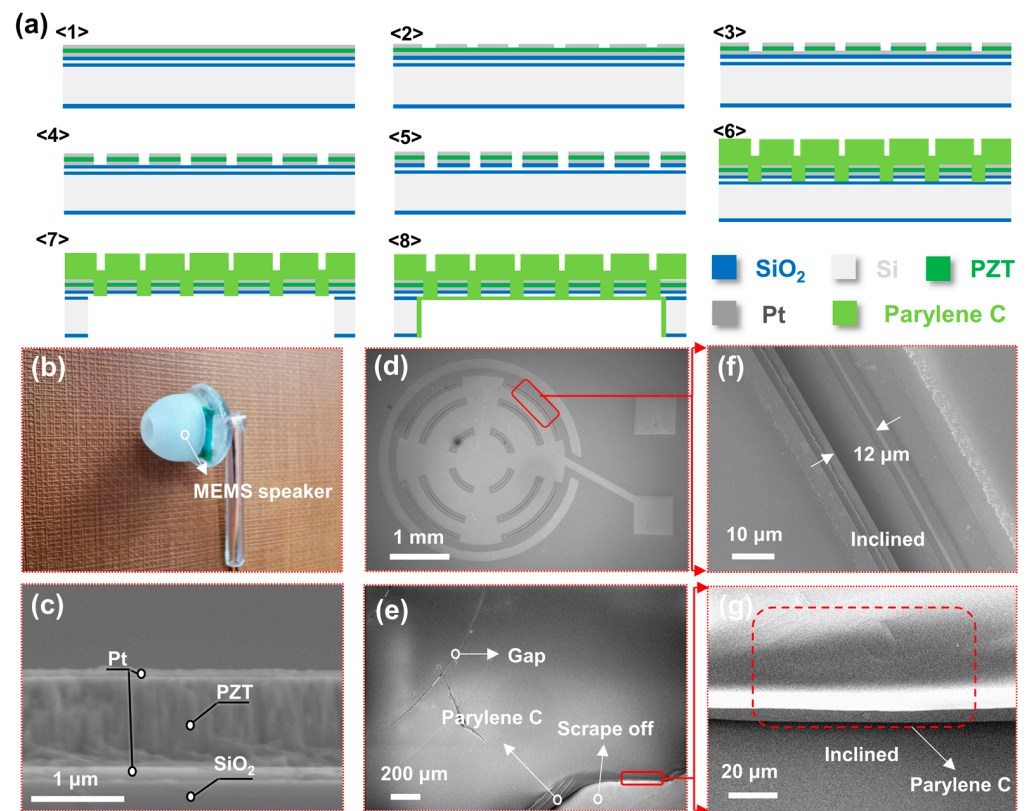 (a)
<1>
<2>
<3>
<4>
<5>
<6>
<7>
<8>
SiO₂
Si
PZT
Pt
Parylene C
(b)
MEMS speaker
(d)
1 mm
(f)
12 μm
10 μm
Inclined
(c)
Pt
PZT
SiO₂
1 μm
(e)
Gap
Parylene C
Scrape off
200 μm
(g)
Inclined
20 μm
Parylene C